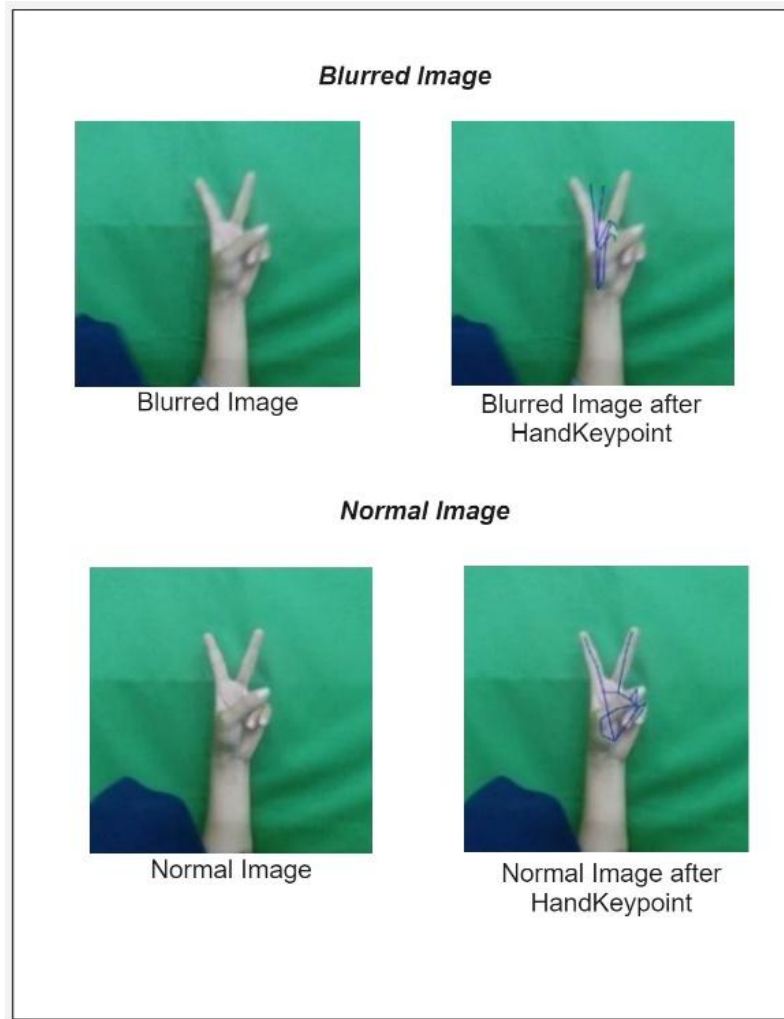 Blurred Image
Blurred Image
Blurred Image after
HandKeypoint
Normal Image
Normal Image
Normal Image after
HandKeypoint